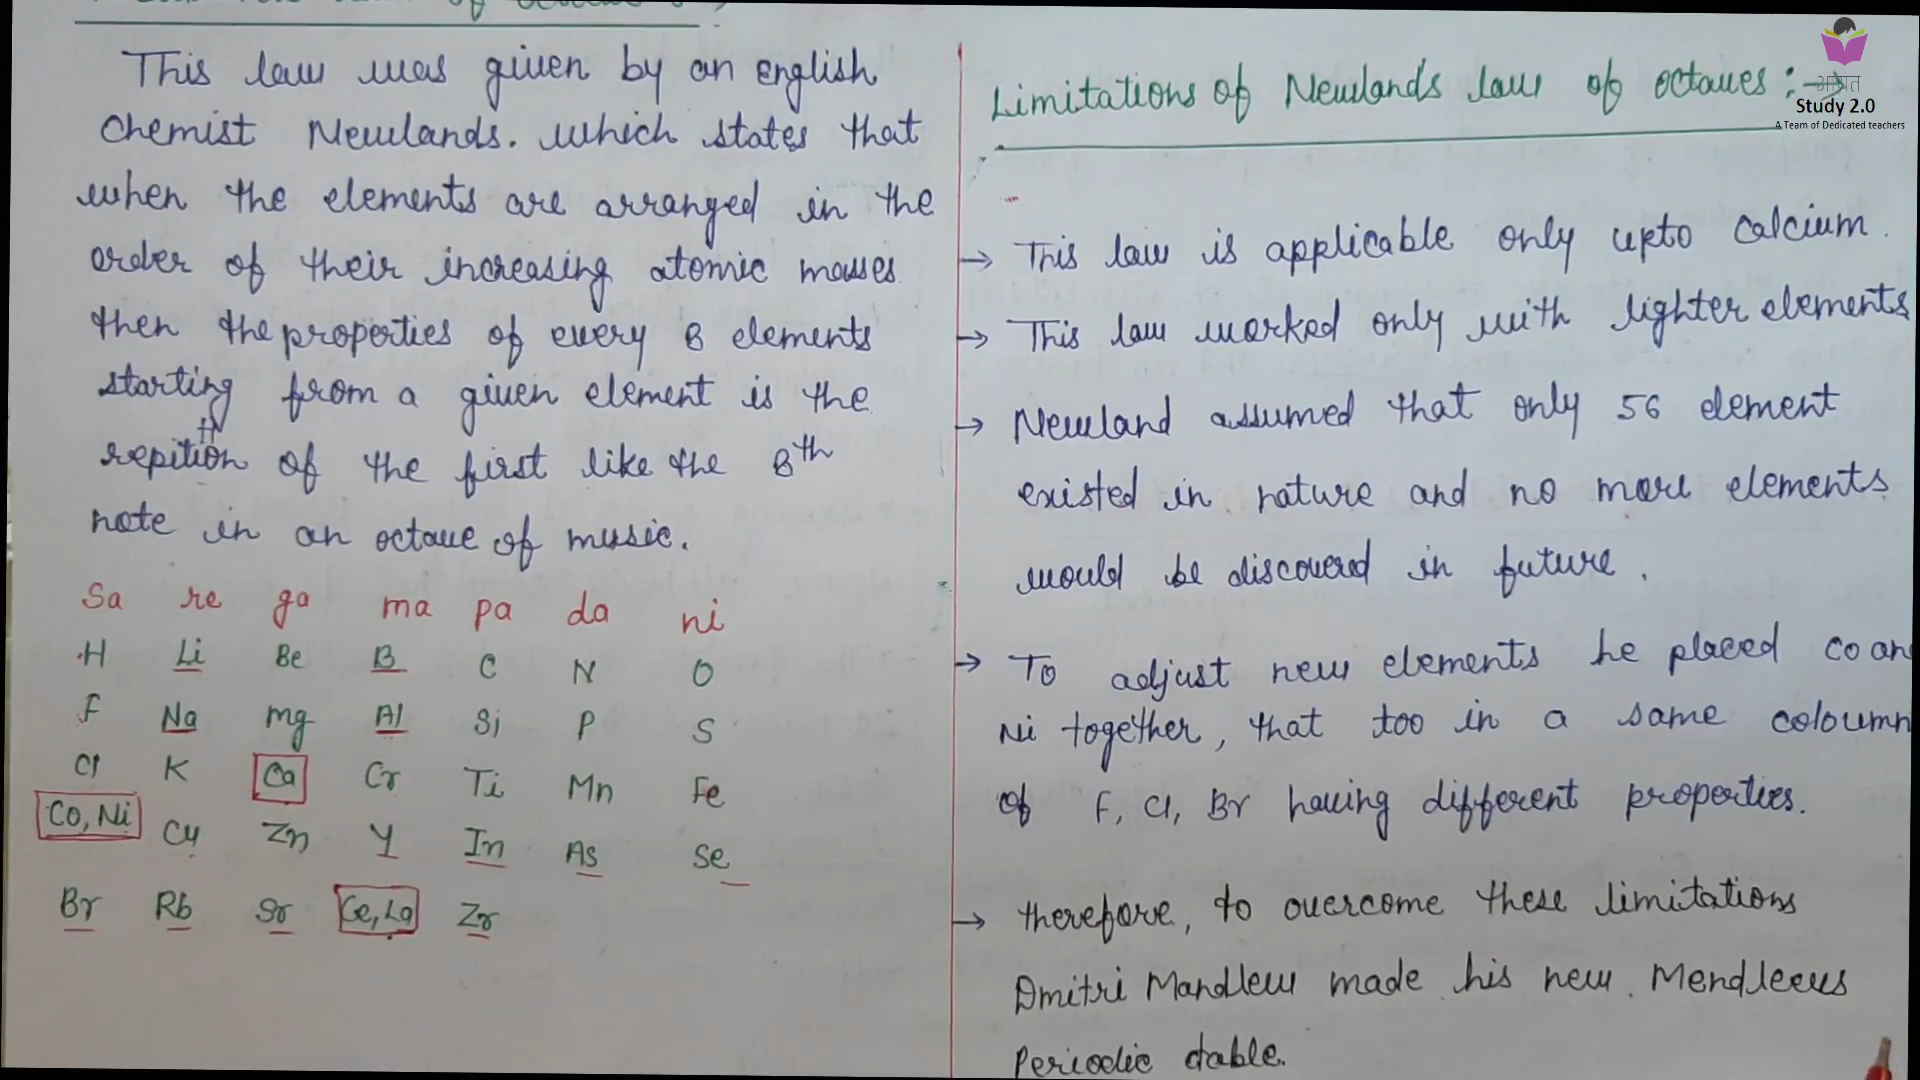 This law was given by an english
chemist Newlands. which states that
when the elements are arranged in the
order of their increasing atomic masses
then the properties of every 8 elements
starting from a given element is the
repition of the first like the 8th
note in an octave of music.
Sa re ga ma pa da ni
H Li Be B C N O
F Na Mg Al Si P S
Cl K Ca Cr Ti Mn Fe
Co, Ni Cu Zn Y In As Se
Br Rb Sr Ce, La Zr
Limitations of Newlands law of octaves :→
→ This law is applicable only upto calcium.
→ This law worked only with lighter elements
→ Newland assumed that only 56 element
existed in nature and no more elements
would be discovered in future.
→ To adjust new elements he placed co an
Ni together, that too in a same coloumn
of F, Cl, Br having different properties.
→ therefore, to overcome these limitations
Dmitri Mandlew made his new. Mendleevs
Periodic table.
Study 2.0
A Team of Dedicated teachers